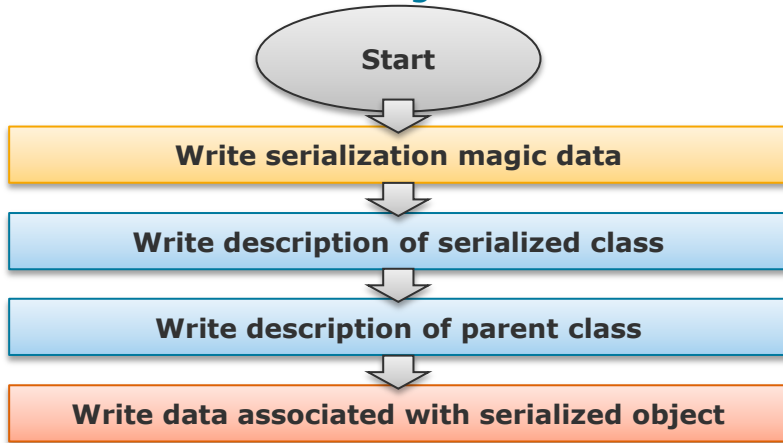 Start
Write serialization magic data
Write description of serialized class
Write description of parent class
Write data associated with serialized object